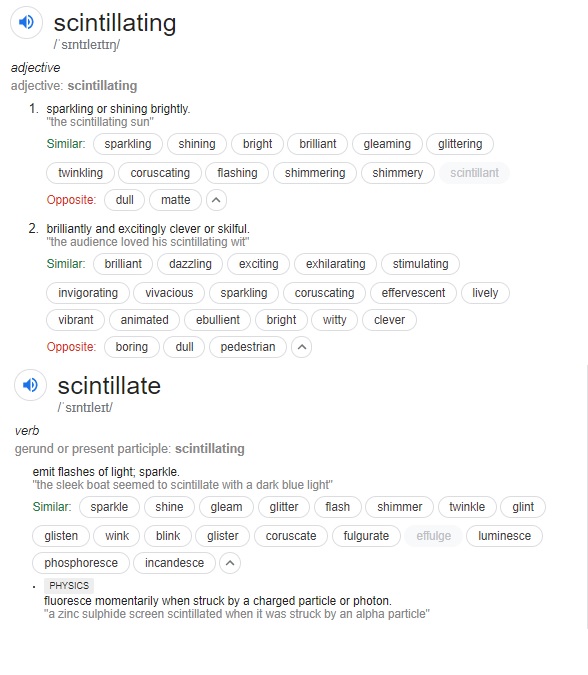 scintillating
/ˈsɪntɪleɪtɪŋ/
adjective
adjective: scintillating
1. sparkling or shining brightly.
"the scintillating sun"
Similar: sparkling shining bright brilliant gleaming glittering
twinkling coruscating flashing shimmering shimmery scintillant
Opposite: dull matte
2. brilliantly and excitingly clever or skilful.
"the audience loved his scintillating wit"
Similar: brilliant dazzling exciting exhilarating stimulating
invigorating vivacious sparkling coruscating effervescent lively
vibrant animated ebullient bright witty clever
Opposite: boring dull pedestrian
scintillate
/ˈsɪntɪleɪt/
verb
gerund or present participle: scintillating
emit flashes of light; sparkle.
"the sleek boat seemed to scintillate with a dark blue light"
Similar: sparkle shine gleam glitter flash shimmer twinkle glint
glisten wink blink glister coruscate fulgurate effulge luminesce
phosphoresce incandesce
PHYSICS
fluoresce momentarily when struck by a charged particle or photon.
"a zinc sulphide screen scintillated when it was struck by an alpha particle"